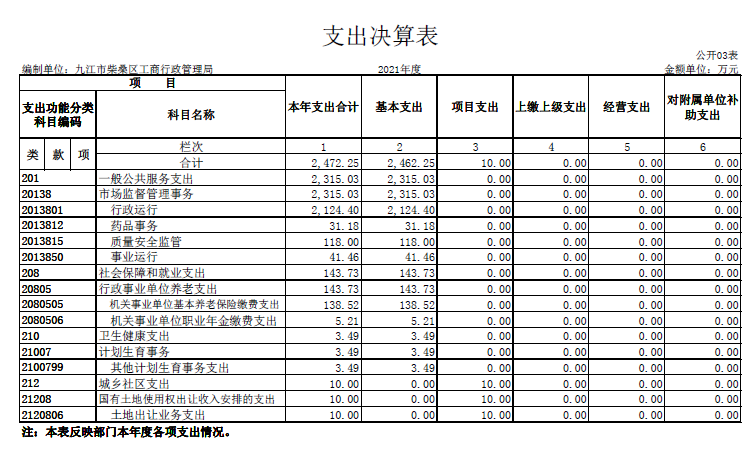 支出决算表
公开03表
编制单位：九江市柴桑区工商行政管理局 2021年度 金额单位：万元
项 目 本年支出合计 基本支出 项目支出 上缴上级支出 经营支出 对附属单位补助支出
支出功能分类科目编码 科目名称
类 款 项 栏次 1 2 3 4 5 6
合计 2,472.25 2,462.25 10.00 0.00 0.00 0.00
201 一般公共服务支出 2,315.03 2,315.03 0.00 0.00 0.00 0.00
20138 市场监督管理事务 2,315.03 2,315.03 0.00 0.00 0.00 0.00
2013801 行政运行 2,124.40 2,124.40 0.00 0.00 0.00 0.00
2013812 药品事务 31.18 31.18 0.00 0.00 0.00 0.00
2013815 质量安全监管 118.00 118.00 0.00 0.00 0.00 0.00
2013850 事业运行 41.46 41.46 0.00 0.00 0.00 0.00
208 社会保障和就业支出 143.73 143.73 0.00 0.00 0.00 0.00
20805 行政事业单位养老支出 143.73 143.73 0.00 0.00 0.00 0.00
2080505 机关事业单位基本养老保险缴费支出 138.52 138.52 0.00 0.00 0.00 0.00
2080506 机关事业单位职业年金缴费支出 5.21 5.21 0.00 0.00 0.00 0.00
210 卫生健康支出 3.49 3.49 0.00 0.00 0.00 0.00
21007 计划生育事务 3.49 3.49 0.00 0.00 0.00 0.00
2100799 其他计划生育事务支出 3.49 3.49 0.00 0.00 0.00 0.00
212 城乡社区支出 10.00 0.00 10.00 0.00 0.00 0.00
21208 国有土地使用权出让收入安排的支出 10.00 0.00 10.00 0.00 0.00 0.00
2120806 土地出让业务支出 10.00 0.00 10.00 0.00 0.00 0.00
注：本表反映部门本年度各项支出情况。